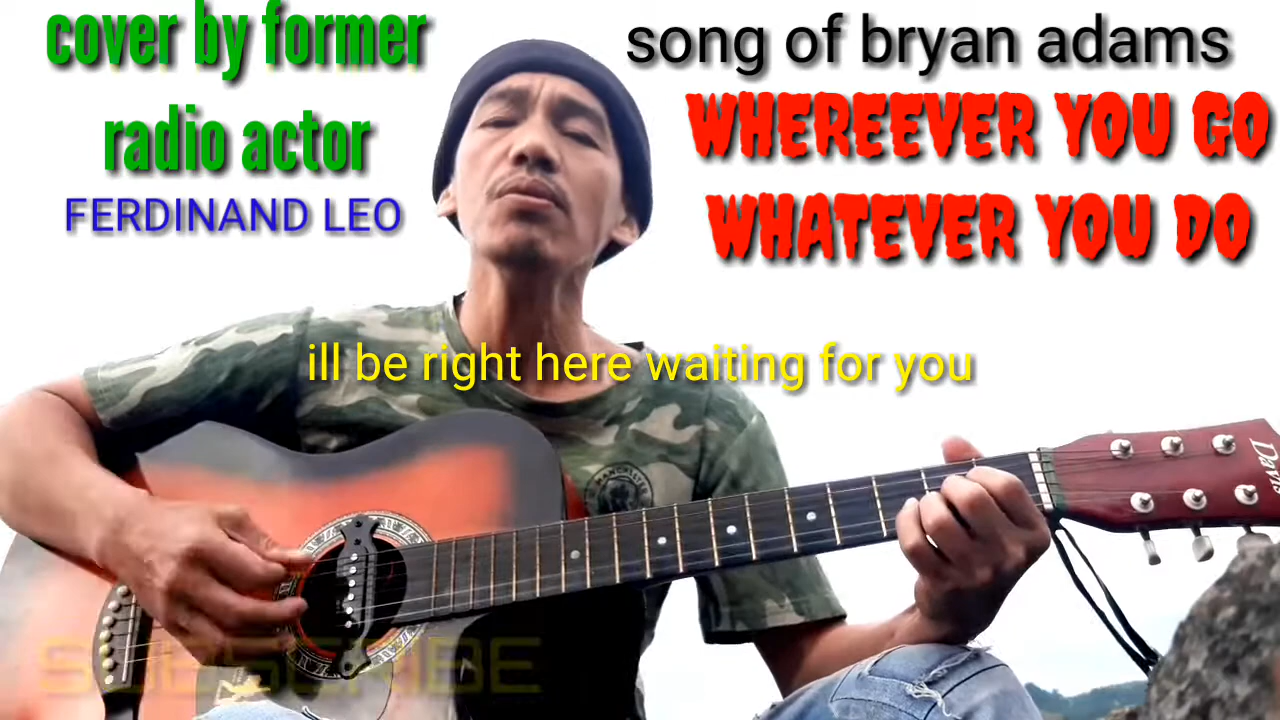 cover by former
radio actor
FERDINAND LEO
song of bryan adams
WHEREEVER YOU GO
WHATEVER YOU DO
ill be right here waiting for you
SUBSCRIBE
Davis